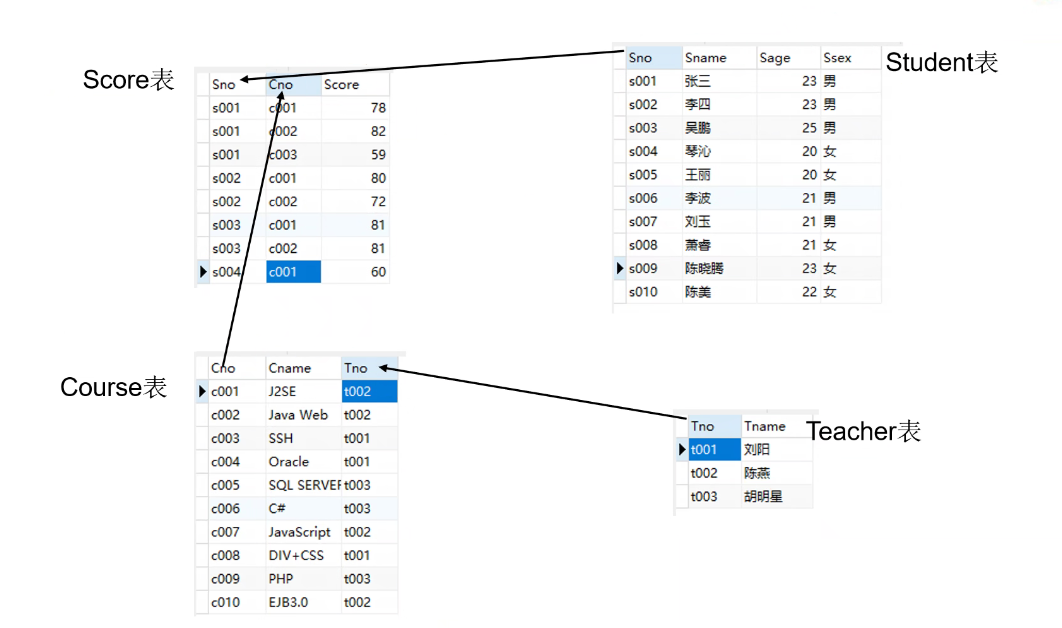 Score表
Sno Cno Score
s001 c001 78
s001 c002 82
s001 c003 59
s002 c001 80
s002 c002 72
s003 c001 81
s003 c002 81
s004 c001 60
Student表
Sno Sname Sage Ssex
s001 张三 23 男
s002 李四 23 男
s003 吴鹏 25 男
s004 琴沁 20 女
s005 王丽 20 女
s006 李波 21 男
s007 刘玉 21 男
s008 萧睿 21 女
s009 陈晓腾 23 女
s010 陈美 22 女
Course表
Cno Cname Tno
c001 J2SE t002
c002 Java Web t002
c003 SSH t001
c004 Oracle t001
c005 SQL SERVER t003
c006 C# t003
c007 JavaScript t002
c008 DIV+CSS t001
c009 PHP t003
c010 EJB3.0 t002
Teacher表
Tno Tname
t001 刘阳
t002 陈燕
t003 胡明星